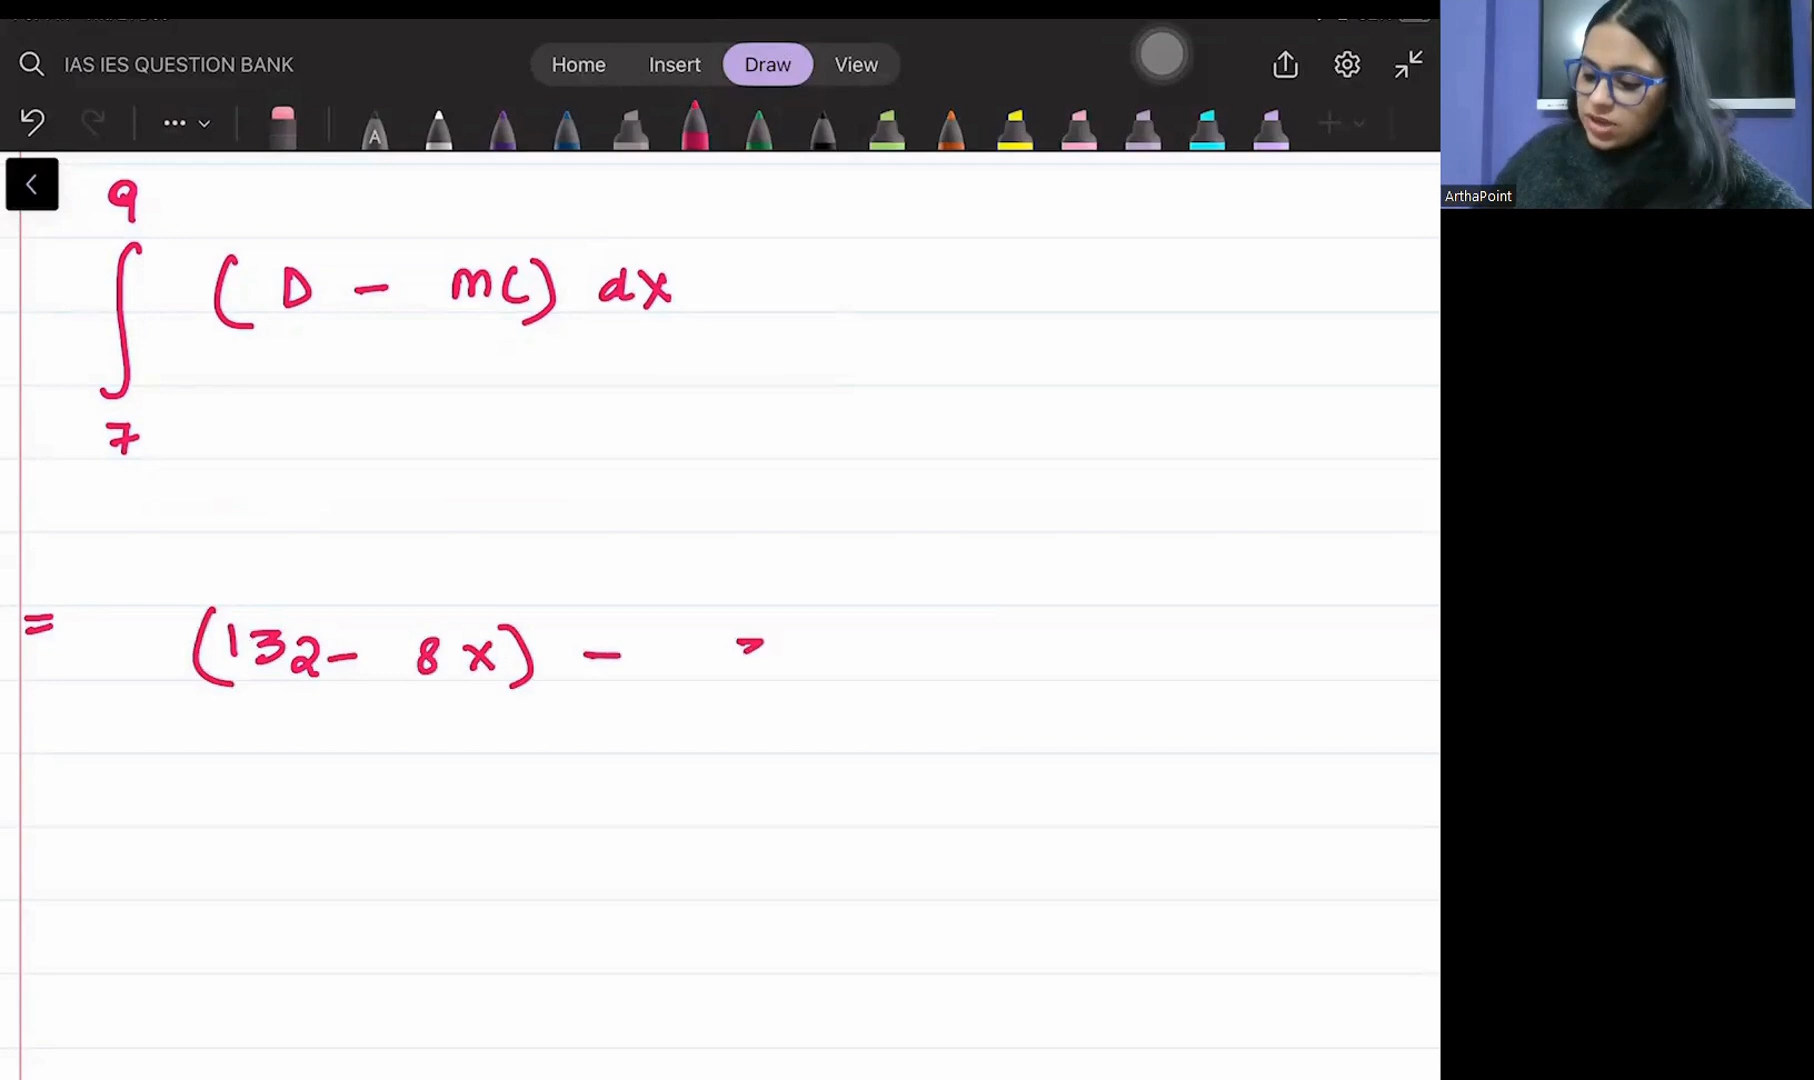 IAS IES QUESTION BANK
Home Insert Draw View
A
9
∫ ( D - MC) dx
7
= (132 - 8x) -
ArthaPoint